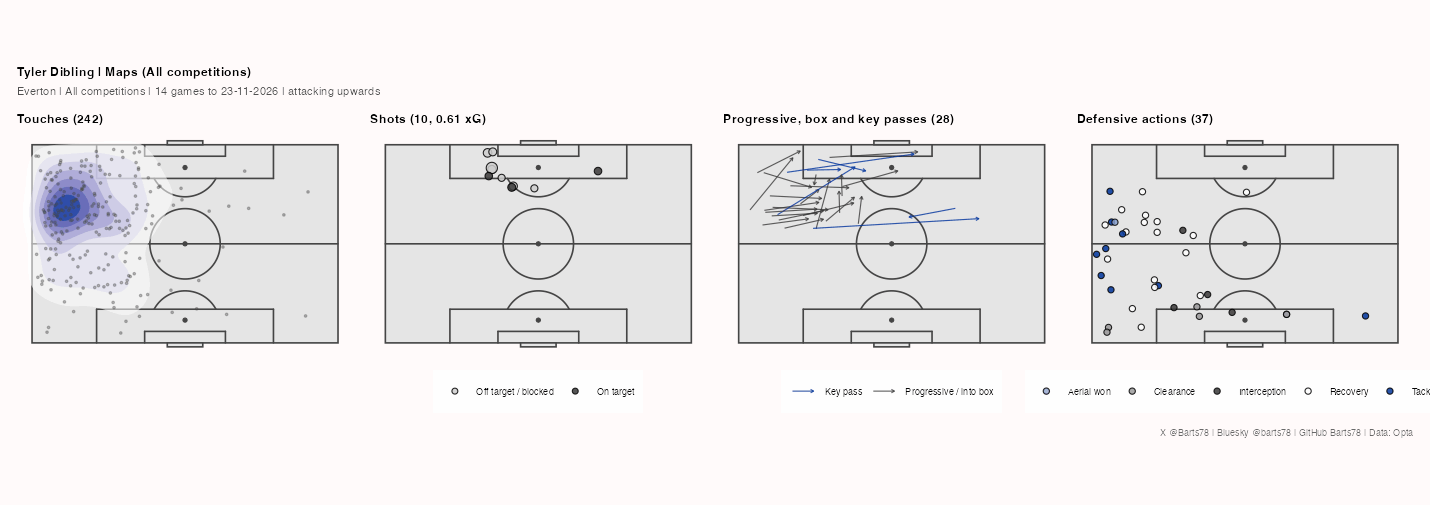 Tyler Dibling | Maps (All competitions)
Everton | All competitions | 14 games to 23-11-2026 | attacking upwards
Touches (242)
Shots (10, 0.61 xG)
Progressive, box and key passes (28)
Defensive actions (37)
Off target / blocked
On target
Key pass
Progressive / into box
Aerial won
Clearance
Interception
Recovery
Tack
X @Barts78 | Bluesky @barts78 | GitHub Barts78 | Data: Opta